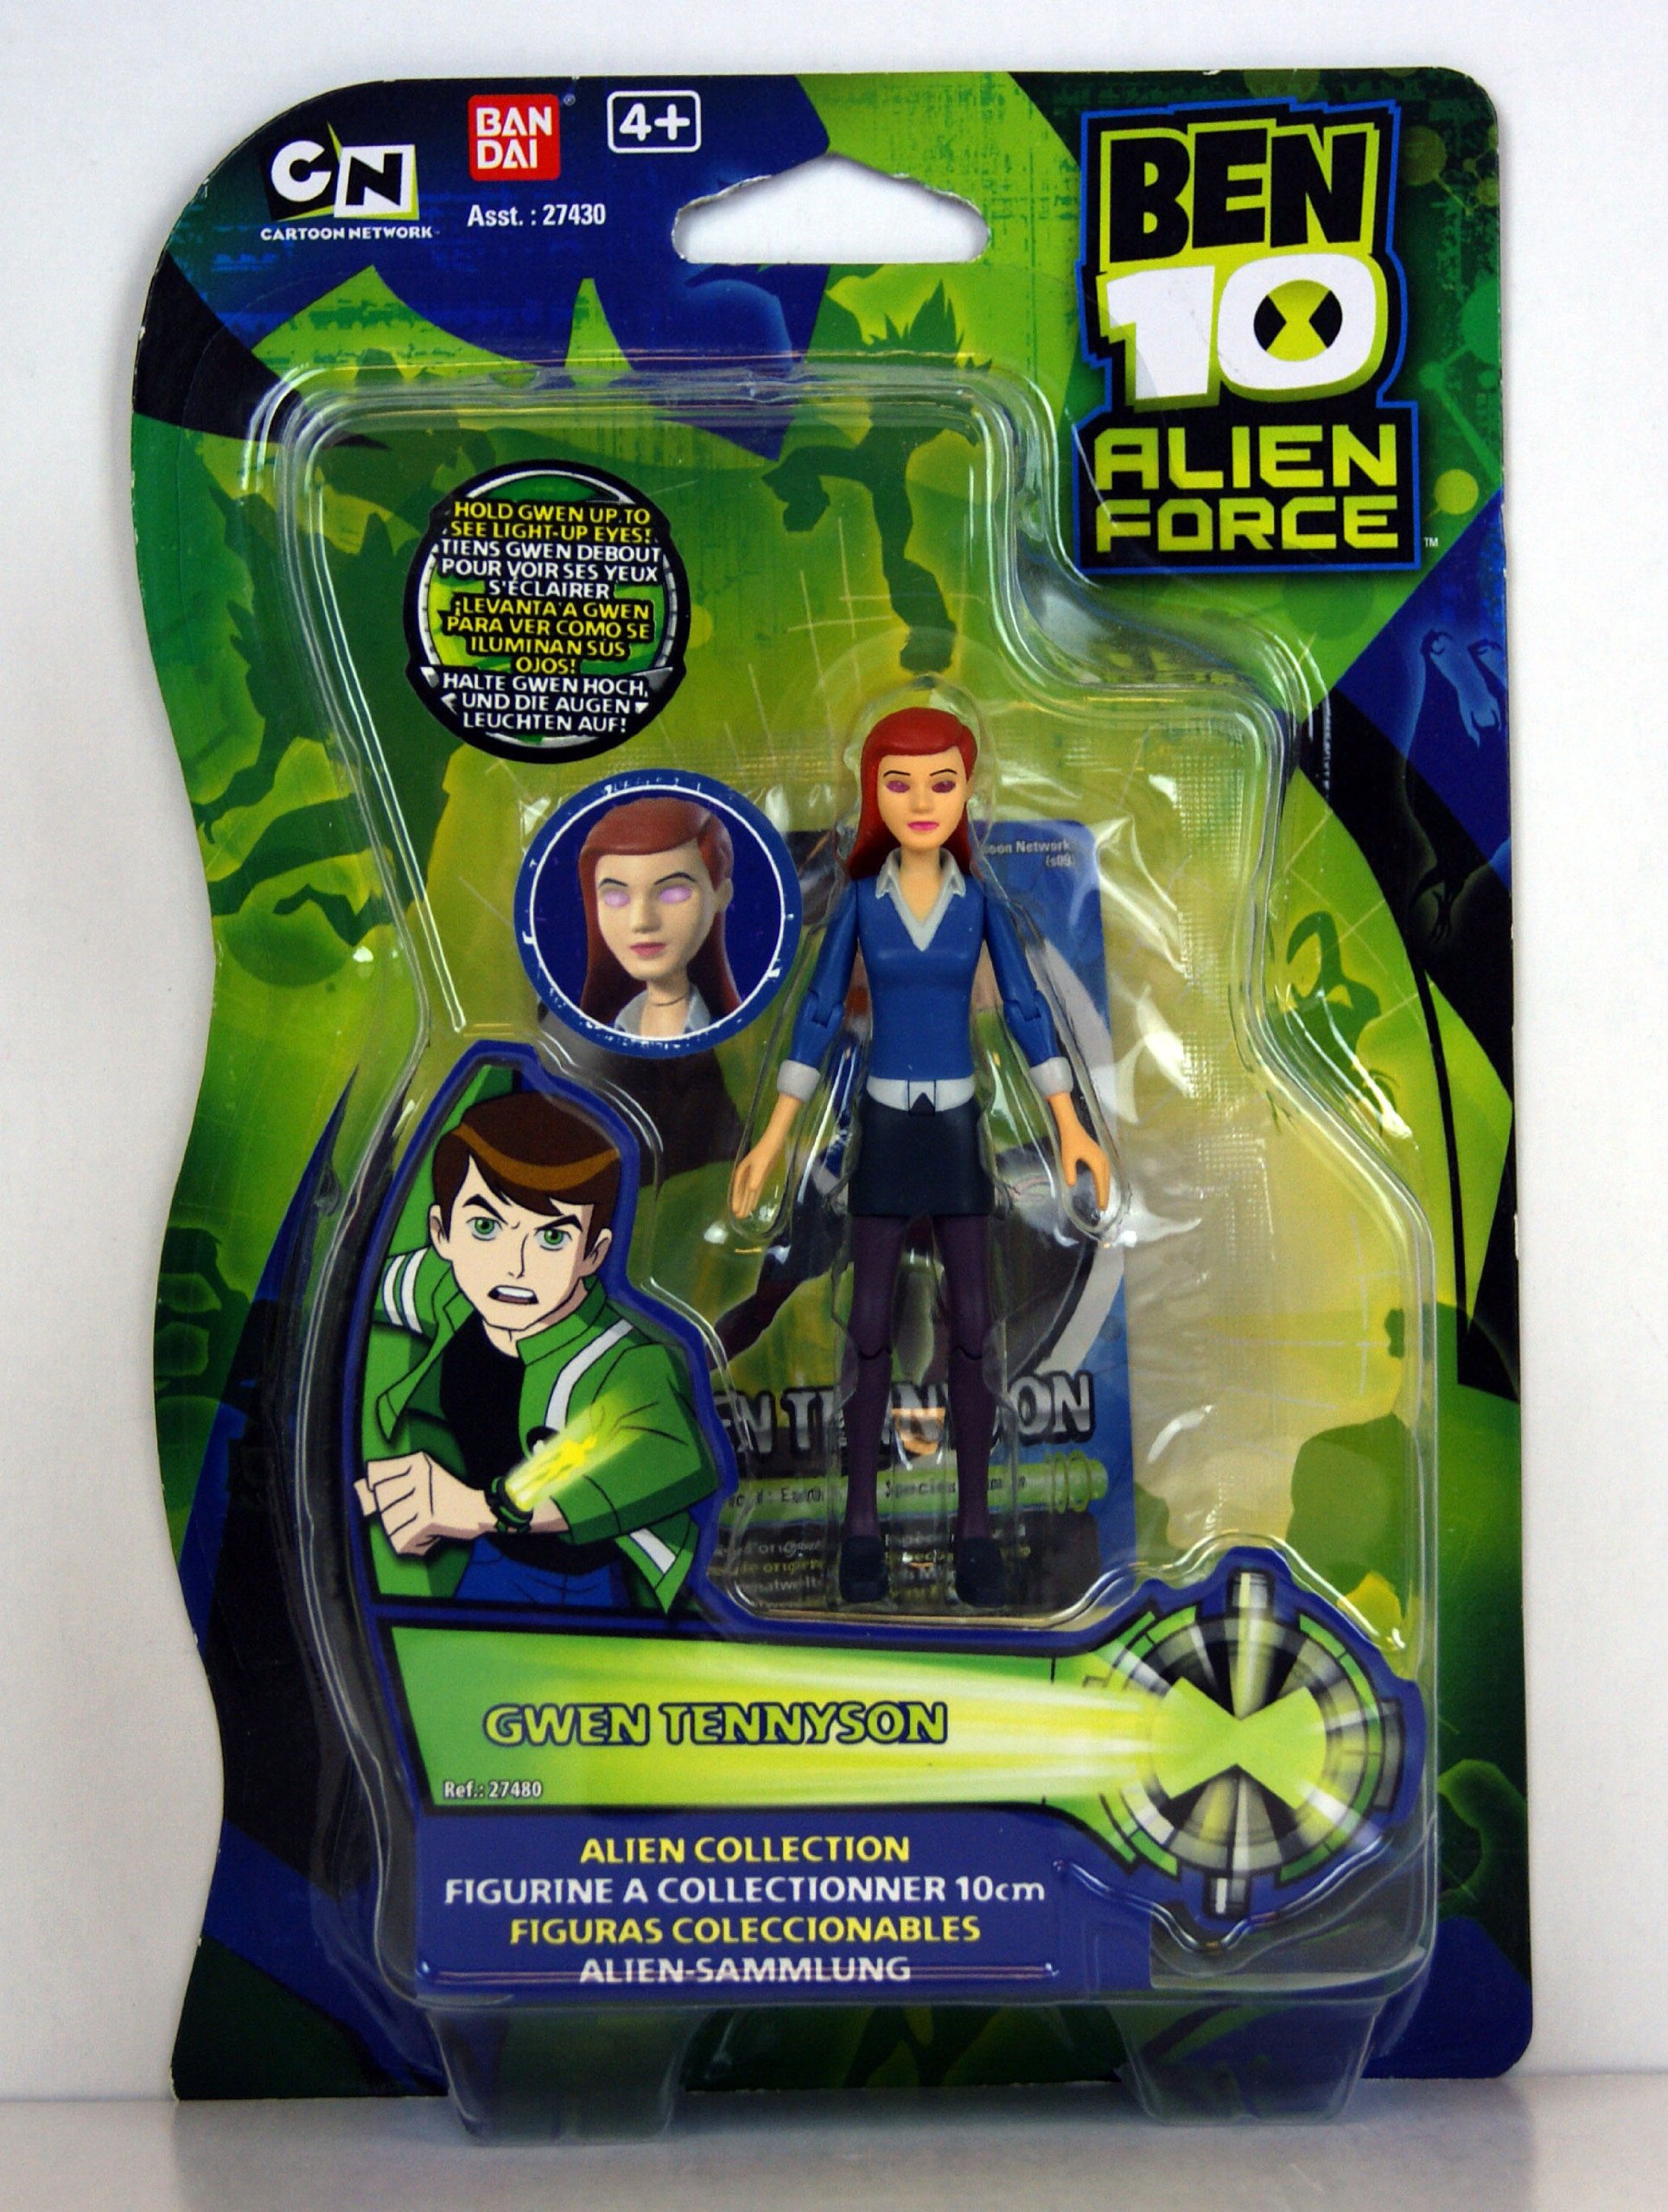 CN
CARTOON NETWORK
BAN
DAI
®
4+
Asst. : 27430
BEN
10
ALIEN
FORCE
™
HOLD GWEN UP TO
SEE LIGHT-UP EYES!
TIENS GWEN DEBOUT
POUR VOIR SES YEUX
S'ÉCLAIRER
¡LEVANTA A GWEN
PARA VER COMO SE
ILUMINAN SUS
OJOS!
HALTE GWEN HOCH,
UND DIE AUGEN
LEUCHTEN AUF!
Network
(s09)
GWEN TENNYSON
Ref.: 27480
ALIEN COLLECTION
FIGURINE A COLLECTIONNER 10cm
FIGURAS COLECCIONABLES
ALIEN-SAMMLUNG